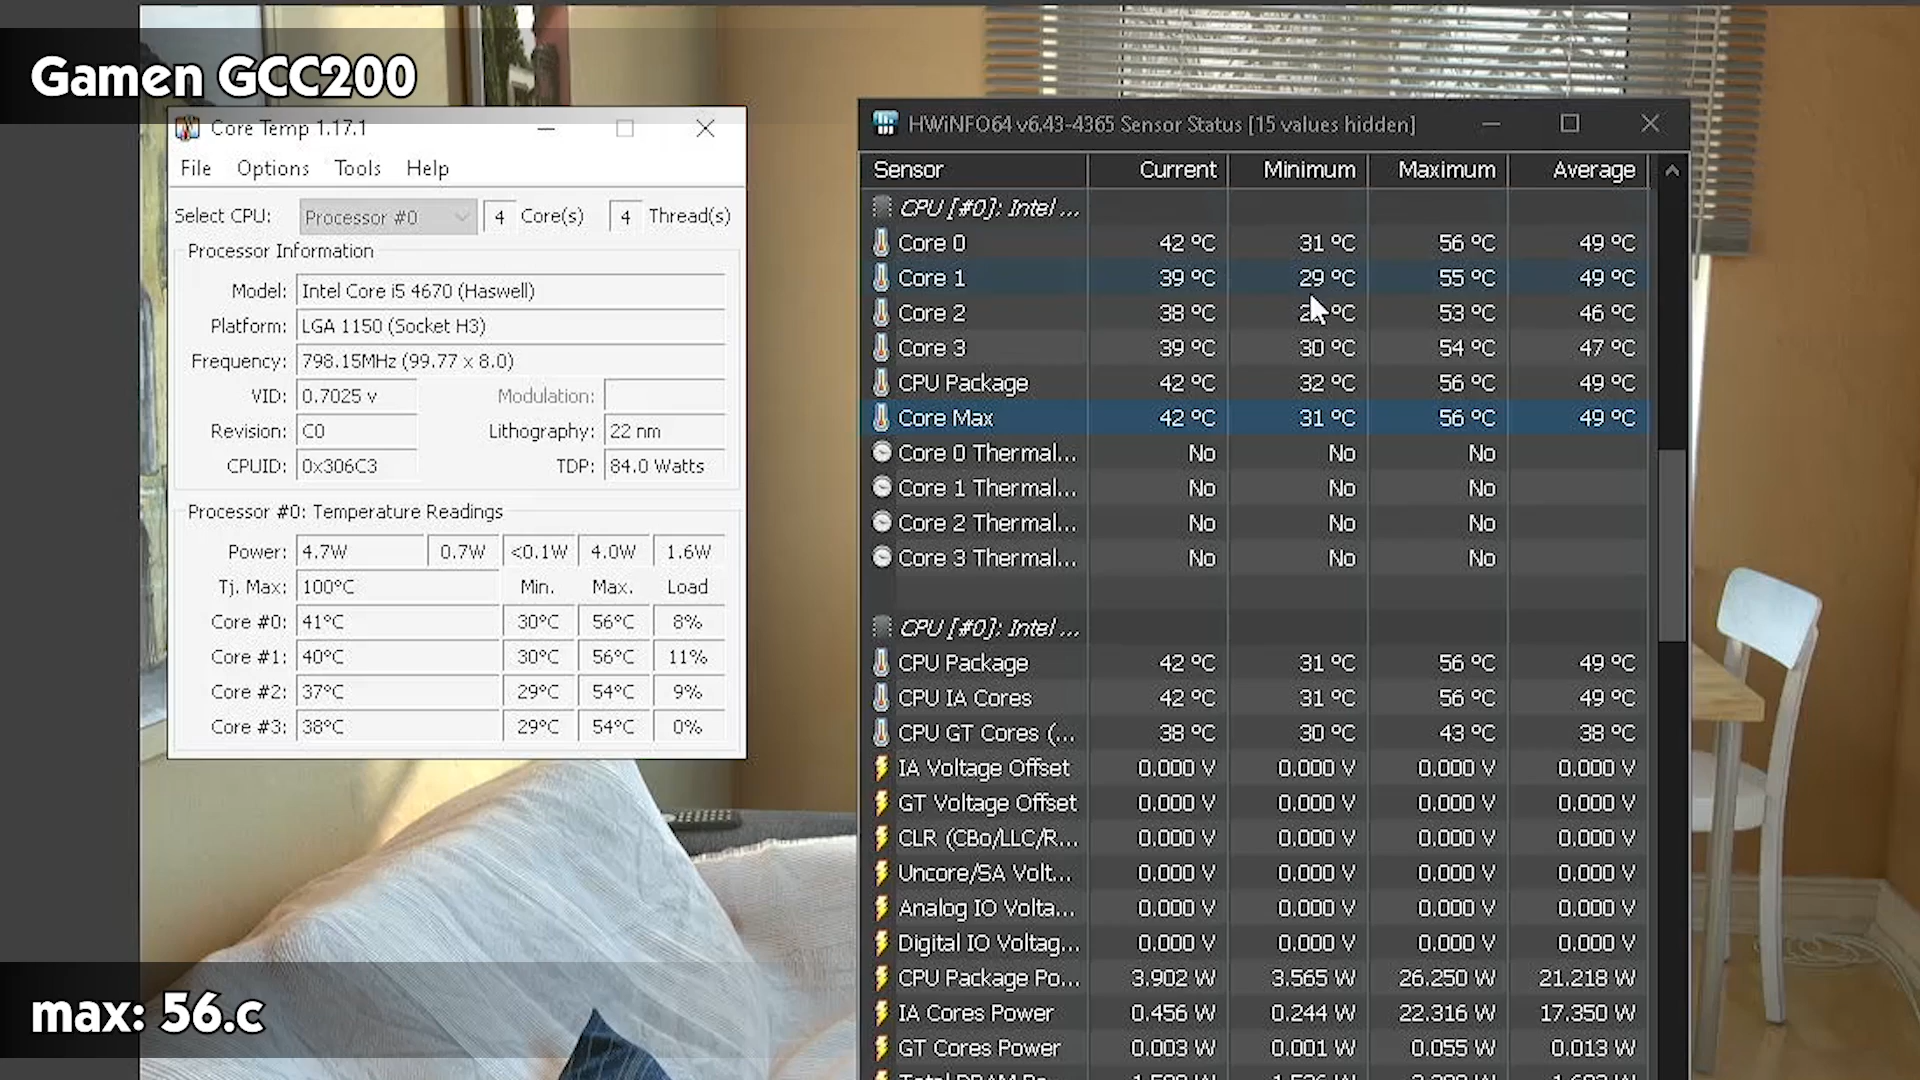 Gamen GCC200
Core Temp 1.17.1
File Options Tools Help
Select CPU: Processor #0 4 Core(s) 4 Thread(s)
Processor Information
Model: Intel Core i5 4670 (Haswell)
Platform: LGA 1150 (Socket H3)
Frequency: 798.15MHz (99.77 x 8.0)
VID: 0.7025 v Modulation:
Revision: C0 Lithography: 22 nm
CPUID: 0x306C3 TDP: 84.0 Watts
Processor #0: Temperature Readings
Power: 4.7W 0.7W <0.1W 4.0W 1.6W
Tj. Max: 100°C Min. Max. Load
Core #0: 41°C 30°C 56°C 8%
Core #1: 40°C 30°C 56°C 11%
Core #2: 37°C 29°C 54°C 9%
Core #3: 38°C 29°C 54°C 0%
HWiNFO64 v6.43-4365 Sensor Status [15 values hidden]
Sensor Current Minimum Maximum Average
CPU [#0]: Intel ...
Core 0 42 °C 31 °C 56 °C 49 °C
Core 1 39 °C 29 °C 55 °C 49 °C
Core 2 38 °C °C 53 °C 46 °C
Core 3 39 °C 30 °C 54 °C 47 °C
CPU Package 42 °C 32 °C 56 °C 49 °C
Core Max 42 °C 31 °C 56 °C 49 °C
Core 0 Thermal... No No No
Core 1 Thermal... No No No
Core 2 Thermal... No No No
Core 3 Thermal... No No No
CPU [#0]: Intel ...
CPU Package 42 °C 31 °C 56 °C 49 °C
CPU IA Cores 42 °C 31 °C 56 °C 49 °C
CPU GT Cores (... 38 °C 30 °C 43 °C 38 °C
IA Voltage Offset 0.000 V 0.000 V 0.000 V 0.000 V
GT Voltage Offset 0.000 V 0.000 V 0.000 V 0.000 V
CLR (CBo/LLC/R... 0.000 V 0.000 V 0.000 V 0.000 V
Uncore/SA Volt... 0.000 V 0.000 V 0.000 V 0.000 V
Analog IO Volta... 0.000 V 0.000 V 0.000 V 0.000 V
Digital IO Voltag... 0.000 V 0.000 V 0.000 V 0.000 V
CPU Package Po... 3.902 W 3.565 W 26.250 W 21.218 W
IA Cores Power 0.456 W 0.244 W 22.316 W 17.350 W
GT Cores Power 0.003 W 0.001 W 0.055 W 0.013 W
max: 56.c